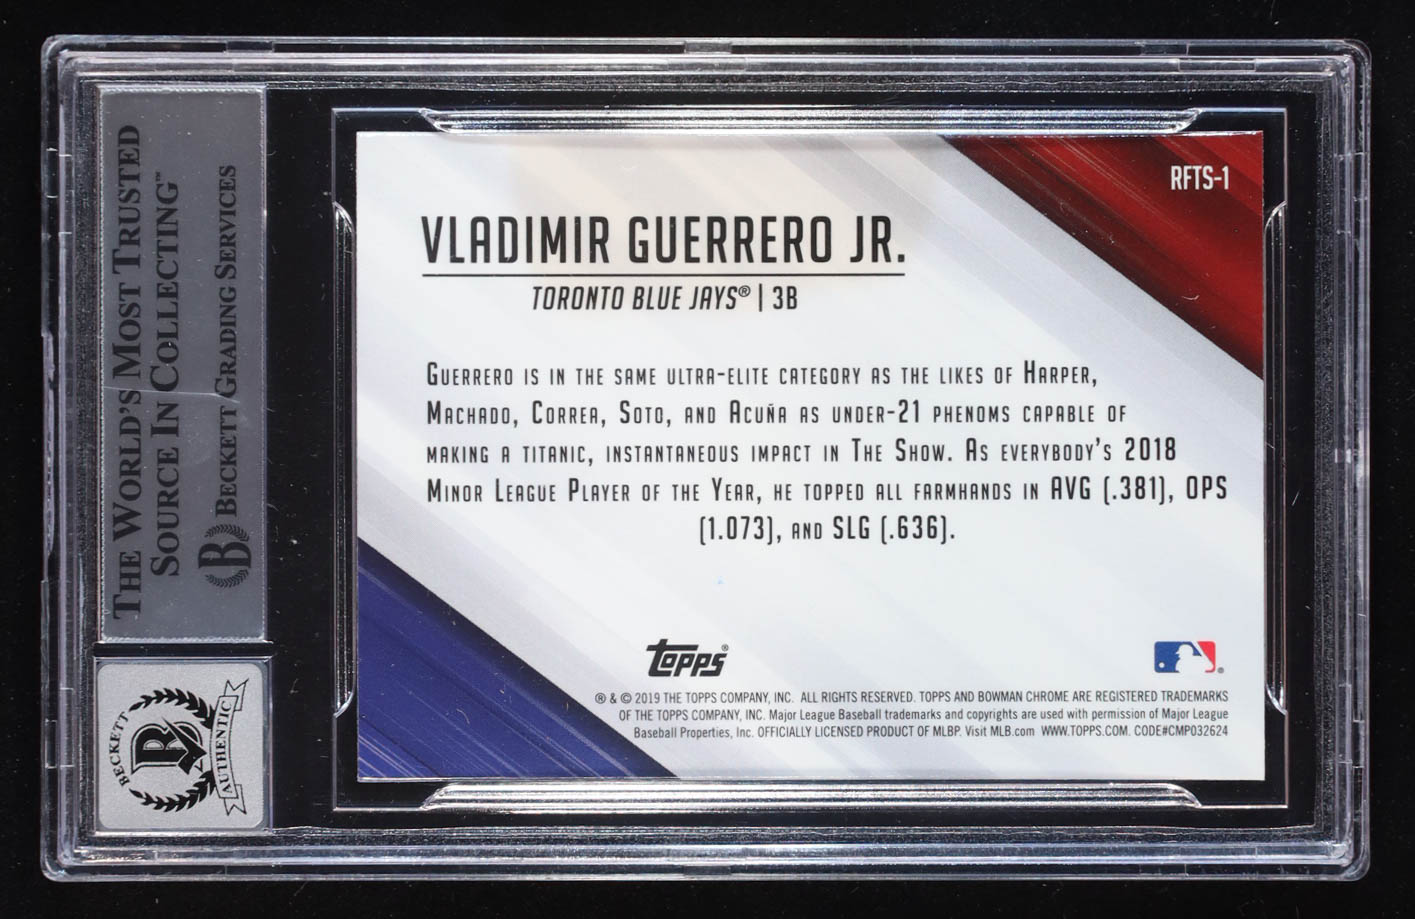 THE WORLD'S MOST TRUSTED
SOURCE IN COLLECTING™
BECKETT GRADING SERVICES
B
BECKETT
B
AUTHENTIC
RFTS-1
VLADIMIR GUERRERO JR.
TORONTO BLUE JAYS® | 3B
GUERRERO IS IN THE SAME ULTRA-ELITE CATEGORY AS THE LIKES OF HARPER,
MACHADO, CORREA, SOTO, AND ACUÑA AS UNDER-21 PHENOMS CAPABLE OF
MAKING A TITANIC, INSTANTANEOUS IMPACT IN THE SHOW. AS EVERYBODY'S 2018
MINOR LEAGUE PLAYER OF THE YEAR, HE TOPPED ALL FARMHANDS IN AVG (.381), OPS
(1.073), AND SLG (.636).
topps®
® & © 2019 THE TOPPS COMPANY, INC. ALL RIGHTS RESERVED. TOPPS AND BOWMAN CHROME ARE REGISTERED TRADEMARKS
OF THE TOPPS COMPANY, INC. Major League Baseball trademarks and copyrights are used with permission of Major League
Baseball Properties, Inc. OFFICIALLY LICENSED PRODUCT OF MLBP. Visit MLB.com WWW.TOPPS.COM. CODE#CMP032624